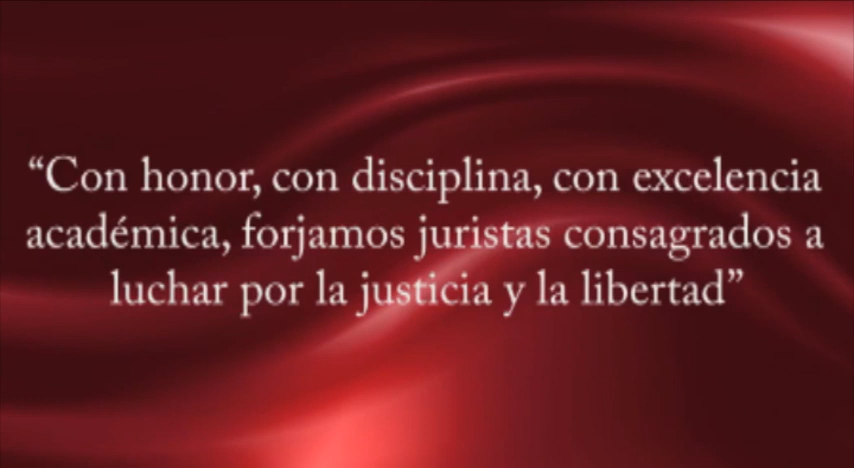 “Con honor, con disciplina, con excelencia
académica, forjamos juristas consagrados a
luchar por la justicia y la libertad”